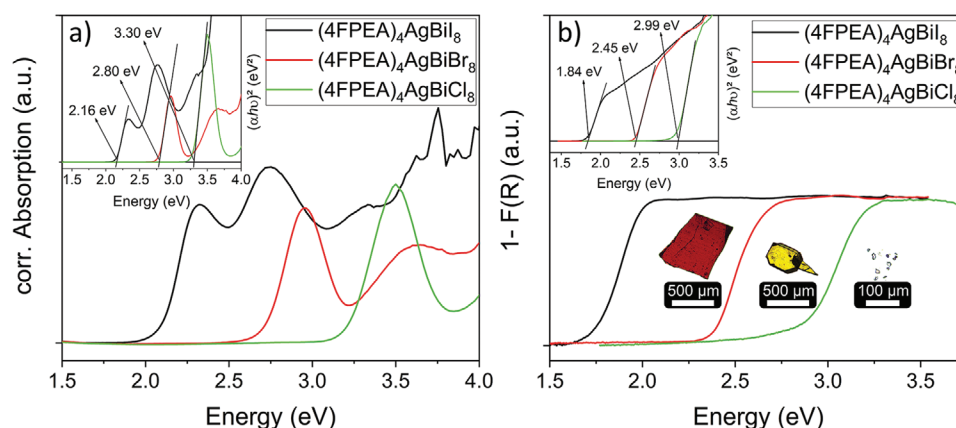 a)
3.30 eV
2.80 eV
2.16 eV
(αhυ)² (eV²)
1.5 2.0 2.5 3.0 3.5 4.0
Energy (eV)
(4FPEA)₄AgBiI₈
(4FPEA)₄AgBiBr₈
(4FPEA)₄AgBiCl₈
corr. Absorption (a.u.)
1.5 2.0 2.5 3.0 3.5 4.0
Energy (eV)
b)
2.99 eV
2.45 eV
1.84 eV
(αhυ)² (eV²)
1.5 2.0 2.5 3.0 3.5
Energy (eV)
(4FPEA)₄AgBiI₈
(4FPEA)₄AgBiBr₈
(4FPEA)₄AgBiCl₈
1- F(R) (a.u.)
500 µm
500 µm
100 µm
1.5 2.0 2.5 3.0 3.5
Energy (eV)